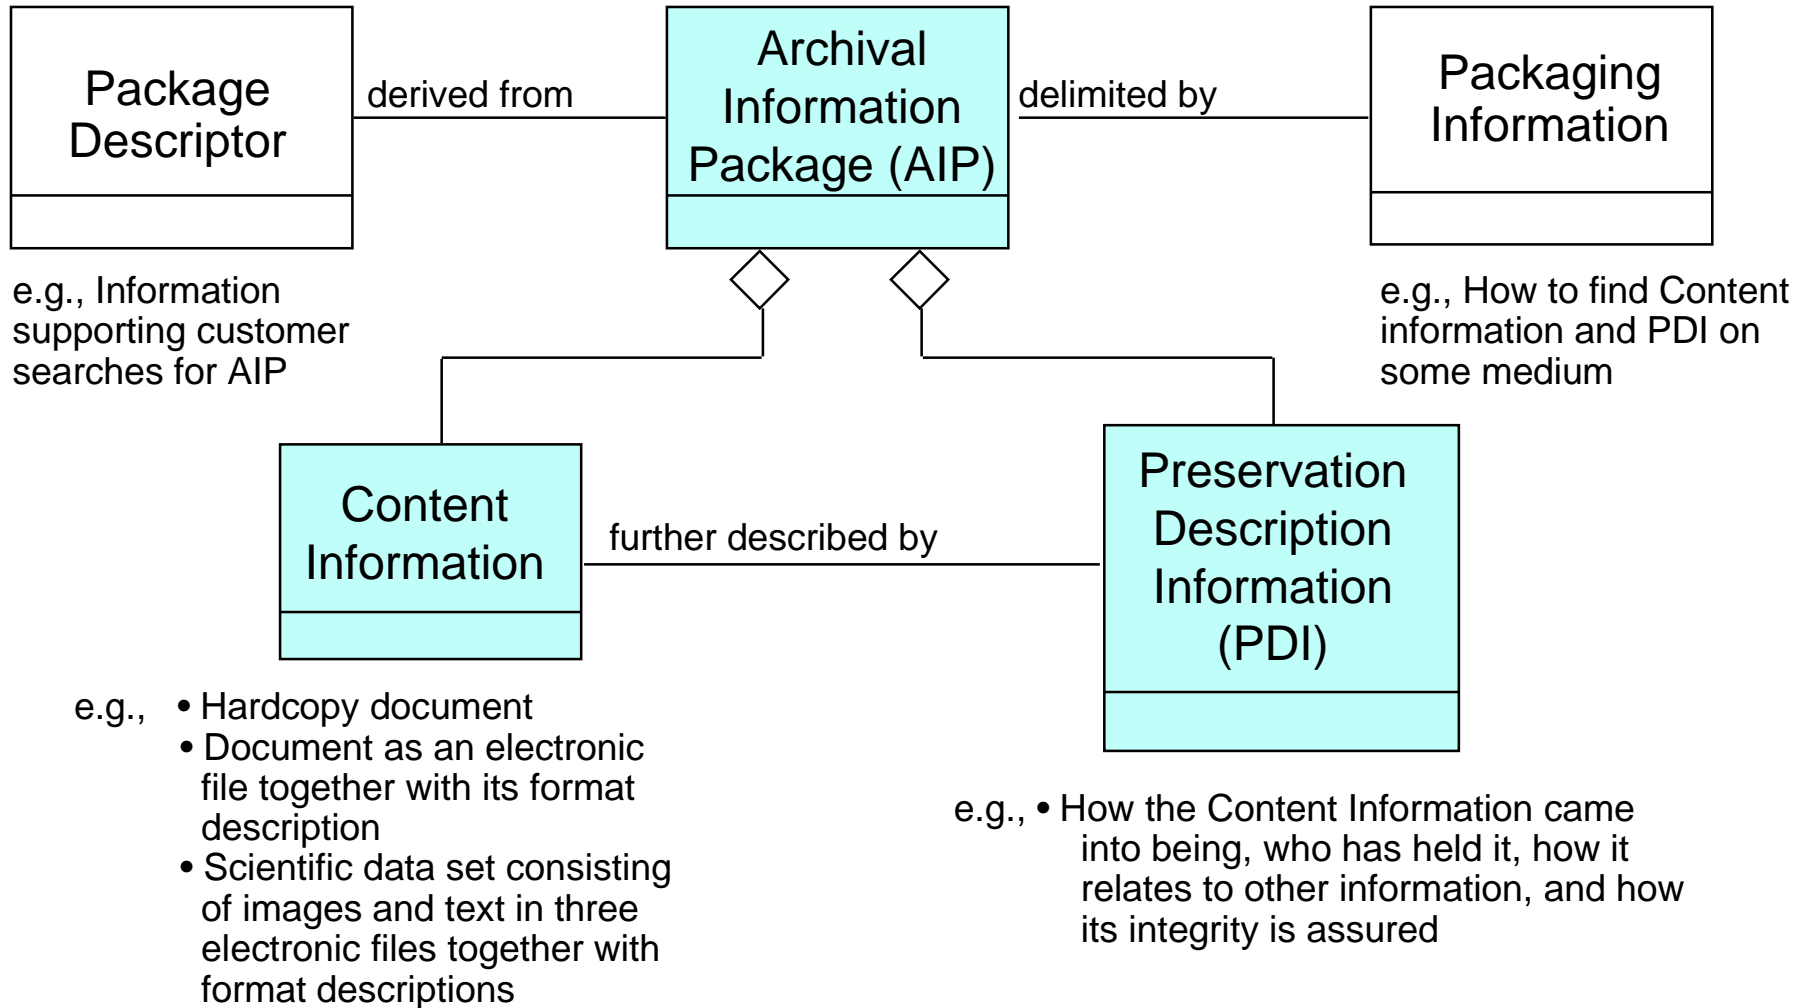 Package
Descriptor
derived from
Archival
Information
Package (AIP)
delimited by
Packaging
Information
e.g., Information
supporting customer
searches for AIP
e.g., How to find Content
information and PDI on
some medium
Content
Information
further described by
Preservation
Description
Information
(PDI)
e.g., • Hardcopy document
• Document as an electronic
file together with its format
description
• Scientific data set consisting
of images and text in three
electronic files together with
format descriptions
e.g., • How the Content Information came
into being, who has held it, how it
relates to other information, and how
its integrity is assured